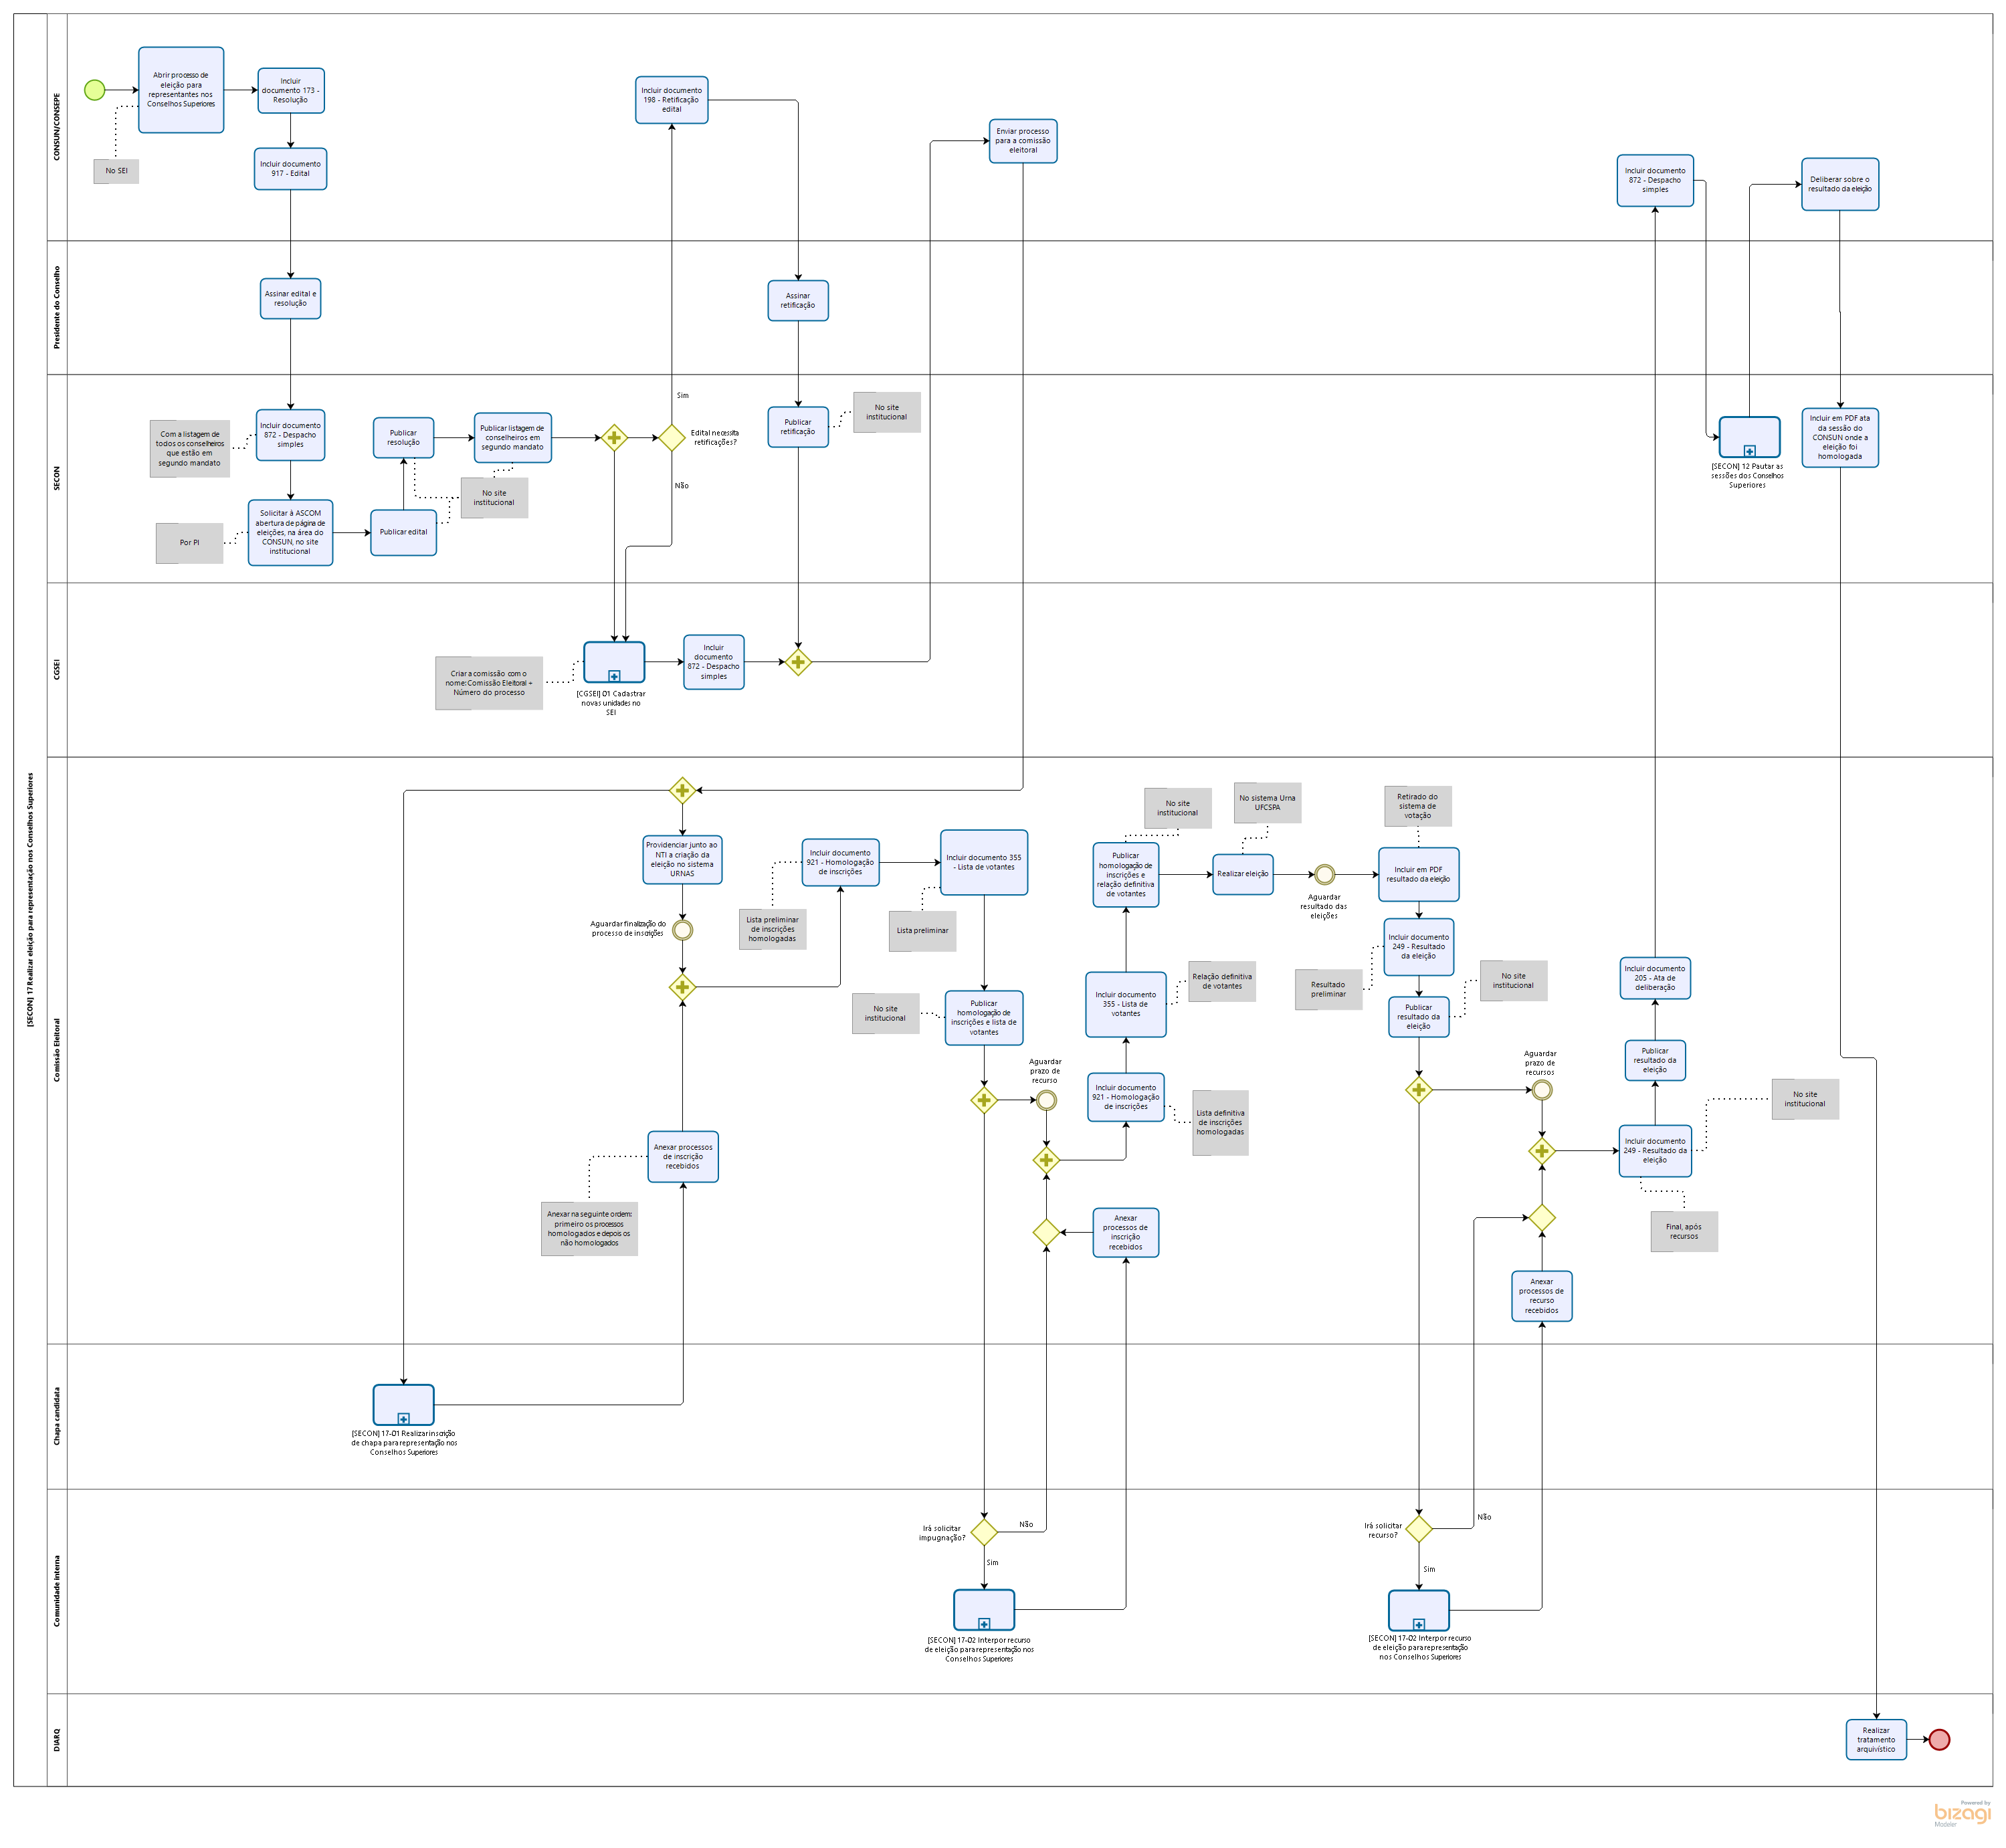 [SECON] 17 Realizar eleição para representação nos Conselhos Superiores
CONSUN/CONSEPE
Abrir processo de
eleição para
representantes nos
Conselhos Superiores
Incluir
documento 173 -
Resolução
No SEI
Incluir documento
917 - Edital
Incluir documento
198 - Retificação
edital
Enviar processo
para a comissão
eleitoral
Incluir documento
872 - Despacho
simples
Deliberar sobre o
resultado da eleição
Presidente do Conselho
Assinar edital e
resolução
Assinar
retificação
SECON
Com a listagem de
todos os conselheiros
que estão em
segundo mandato
Incluir documento
872 - Despacho
simples
Por PI
Solicitar à ASCOM
abertura de página de
eleições, na área do
CONSUN, no site
institucional
Publicar edital
Publicar
resolução
Publicar listagem de
conselheiros em
segundo mandato
No site
institucional
Sim
Edital necessita
retificações?
Não
Publicar
retificação
No site
institucional
[SECON] 12 Pautar as
sessões dos Conselhos
Superiores
Incluir em PDF ata
da sessão do
CONSUN onde a
eleição foi
homologada
CGSEI
Criar a comissão com o
nome: Comissão Eleitoral +
Número do processo
[CGSEI] 01 Cadastrar
novas unidades no
SEI
Incluir
documento
872 - Despacho
simples
Comissão Eleitoral
Providenciar junto ao
NTI a criação da
eleição no sistema
URNAS
Aguardar finalização do
processo de inscrições
Anexar processos
de inscrição
recebidos
Anexar na seguinte ordem:
primeiro os processos
homologados e depois os
não homologados
Incluir documento
921 - Homologação
de inscrições
Lista preliminar
de inscrições
homologadas
Incluir documento 355
- Lista de votantes
Lista preliminar
No site
institucional
Publicar
homologação de
inscrições e lista de
votantes
Aguardar
prazo de
recurso
Anexar
processos de
inscrição
recebidos
Incluir documento
921 - Homologação
de inscrições
Lista definitiva
de inscrições
homologadas
Incluir documento
355 - Lista de
votantes
Relação definitiva
de votantes
Publicar
homologação de
inscrições e
relação definitiva
de votantes
No site
institucional
Realizar eleição
No sistema Urna
UFCSPA
Aguardar
resultado das
eleições
Retirado do
sistema de
votação
Incluir em PDF
resultado da eleição
Incluir documento
249 - Resultado
da eleição
Resultado
preliminar
Publicar
resultado da
eleição
No site
institucional
Aguardar
prazo de
recursos
Anexar
processos de
recurso
recebidos
Incluir documento
249 - Resultado da
eleição
Final, após
recursos
No site
institucional
Publicar
resultado da
eleição
Incluir documento
205 - Ata de
deliberação
Chapa candidata
[SECON] 17-01 Realizar inscrição
de chapa para representação nos
Conselhos Superiores
Comunidade interna
Irá solicitar
impugnação?
Não
Sim
[SECON] 17-02 Interpor recurso
de eleição para representação nos
Conselhos Superiores
Irá solicitar
recurso?
Não
Sim
[SECON] 17-02 Interpor recurso
de eleição para representação
nos Conselhos Superiores
DIARQ
Realizar
tratamento
arquivístico
Powered by
bizagi
Modeler